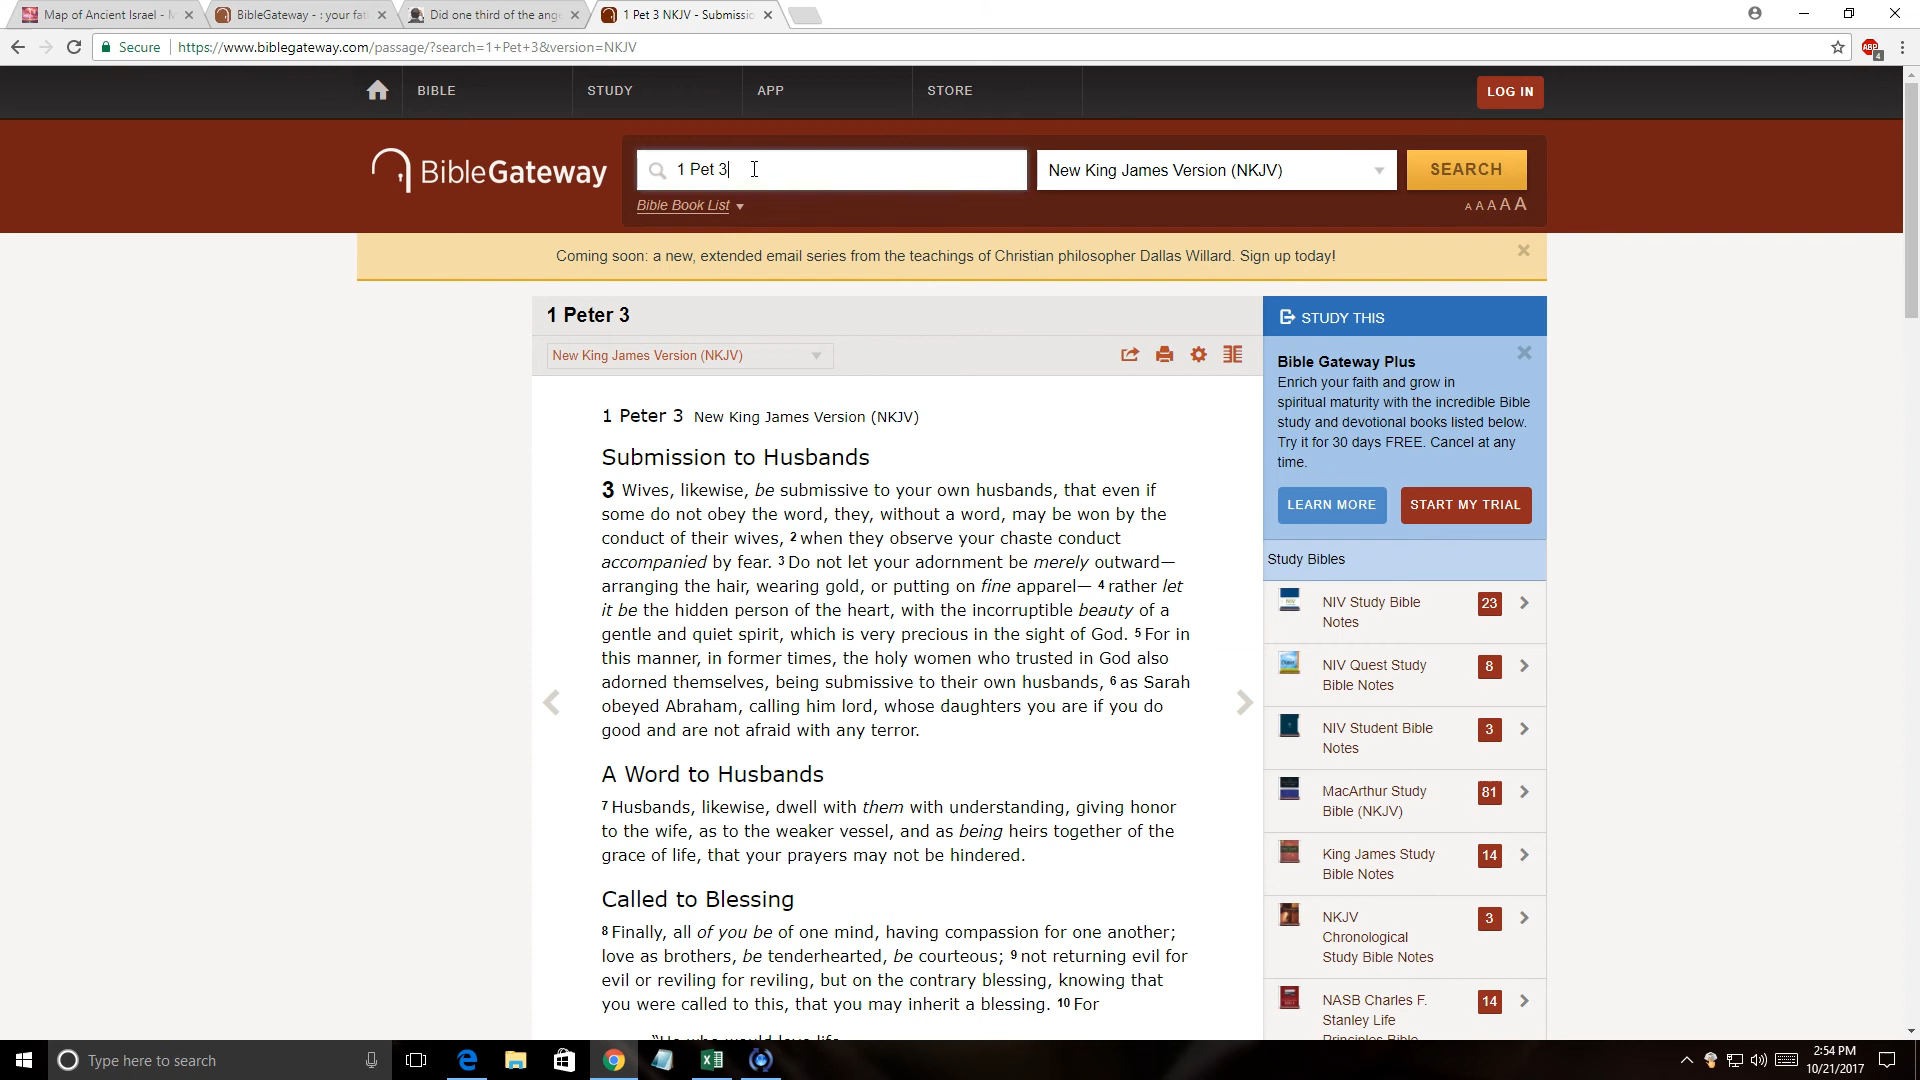 Map of Ancient Israel - M
BibleGateway - : your fat
Did one third of the ange
1 Pet 3 NKJV - Submissic
Secure
https://www.biblegateway.com/passage/?search=1+Pet+3&version=NKJV
ABP
4
BIBLE
STUDY
APP
STORE
LOG IN
BibleGateway
1 Pet 3
New King James Version (NKJV)
SEARCH
Bible Book List
A A A A A
Coming soon: a new, extended email series from the teachings of Christian philosopher Dallas Willard. Sign up today!
1 Peter 3
New King James Version (NKJV)
1 Peter 3 New King James Version (NKJV)
Submission to Husbands
3 Wives, likewise, be submissive to your own husbands, that even if
some do not obey the word, they, without a word, may be won by the
conduct of their wives, 2 when they observe your chaste conduct
accompanied by fear. 3 Do not let your adornment be merely outward—
arranging the hair, wearing gold, or putting on fine apparel— 4 rather let
it be the hidden person of the heart, with the incorruptible beauty of a
gentle and quiet spirit, which is very precious in the sight of God. 5 For in
this manner, in former times, the holy women who trusted in God also
adorned themselves, being submissive to their own husbands, 6 as Sarah
obeyed Abraham, calling him lord, whose daughters you are if you do
good and are not afraid with any terror.
A Word to Husbands
7 Husbands, likewise, dwell with them with understanding, giving honor
to the wife, as to the weaker vessel, and as being heirs together of the
grace of life, that your prayers may not be hindered.
Called to Blessing
8 Finally, all of you be of one mind, having compassion for one another;
love as brothers, be tenderhearted, be courteous; 9 not returning evil for
evil or reviling for reviling, but on the contrary blessing, knowing that
you were called to this, that you may inherit a blessing. 10 For
"He who would love life
STUDY THIS
Bible Gateway Plus
Enrich your faith and grow in
spiritual maturity with the incredible Bible
study and devotional books listed below.
Try it for 30 days FREE. Cancel at any
time.
LEARN MORE
START MY TRIAL
Study Bibles
NIV Study Bible
Notes
23
NIV Quest Study
Bible Notes
8
NIV Student Bible
Notes
3
MacArthur Study
Bible (NKJV)
81
King James Study
Bible Notes
14
NKJV
Chronological
Study Bible Notes
3
NASB Charles F.
Stanley Life
Principles Bible
14
Type here to search
2:54 PM
10/21/2017